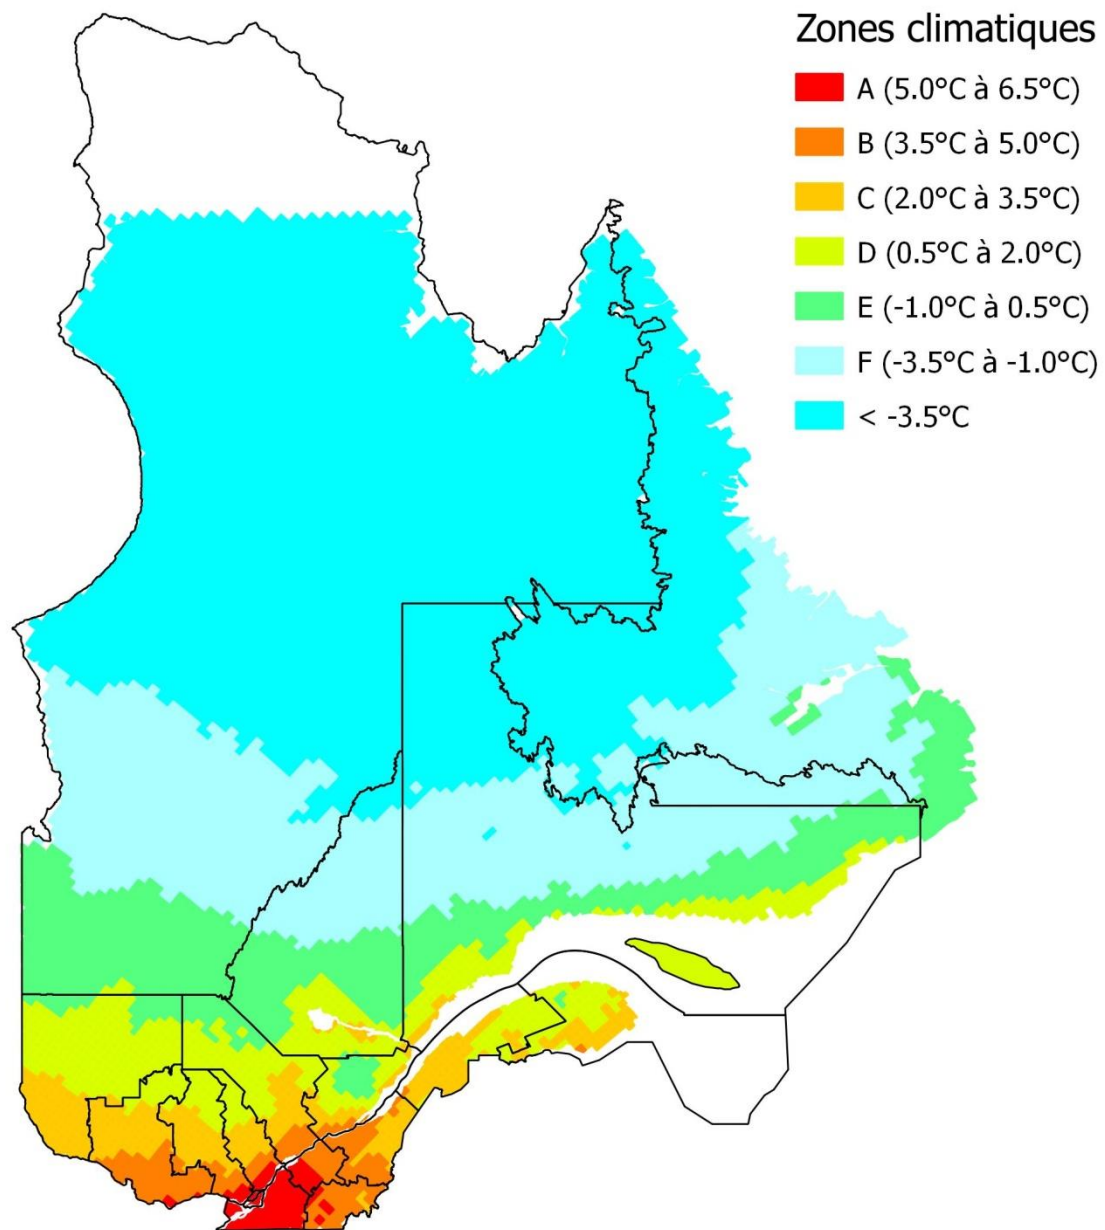 Zones climatiques
A (5.0°C à 6.5°C)
B (3.5°C à 5.0°C)
C (2.0°C à 3.5°C)
D (0.5°C à 2.0°C)
E (-1.0°C à 0.5°C)
F (-3.5°C à -1.0°C)
< -3.5°C